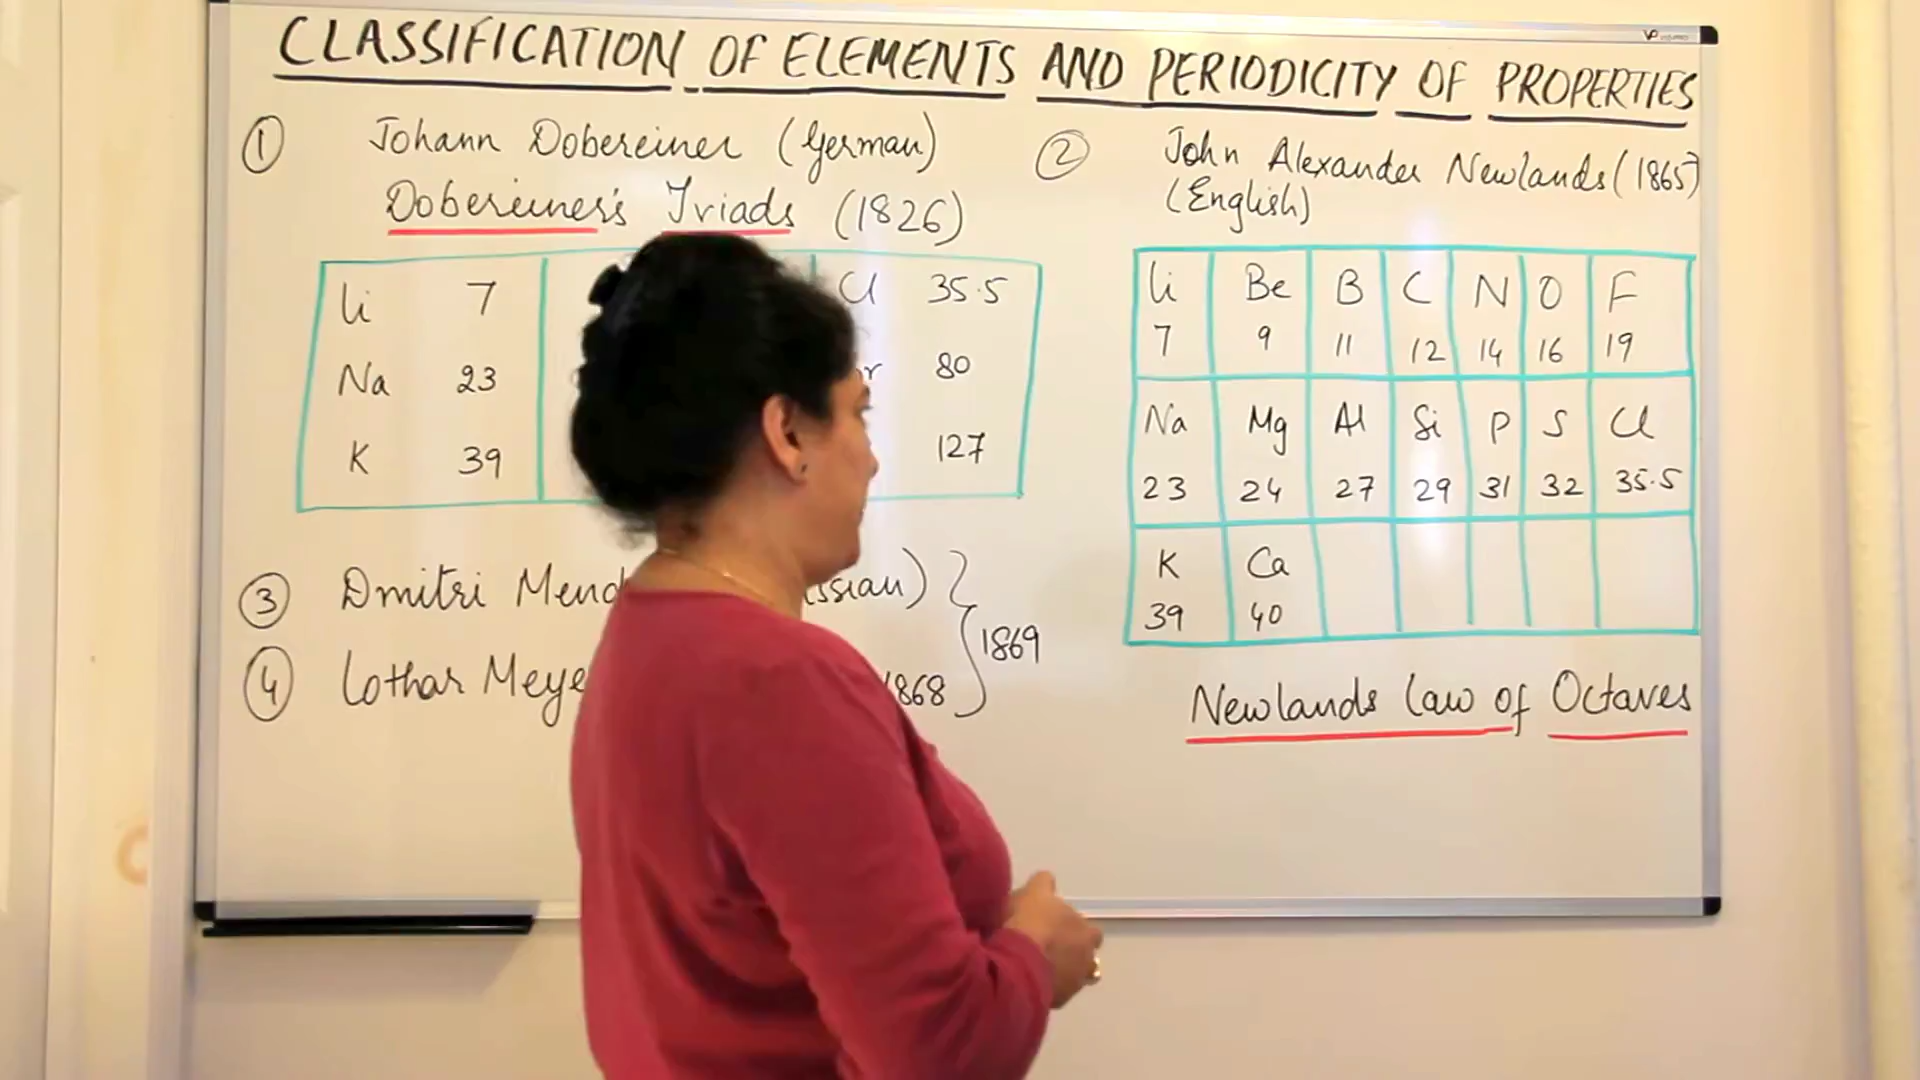 CLASSIFICATION OF ELEMENTS AND PERIODICITY OF PROPERTIES
① Johann Dobereiner (German)
Dobereiner's Triads (1826)
Li 7 Cl 35.5
Na 23 80
K 39 127
③ Dmitri
④ Lothar 1868
1869
② John Alexander Newlands (1865)
(English)
Li Be B C N O F
7 9 11 12 14 16 19
Na Mg Al Si P S Cl
23 24 27 29 31 32 35.5
K Ca
39 40
Newlands Law of Octaves